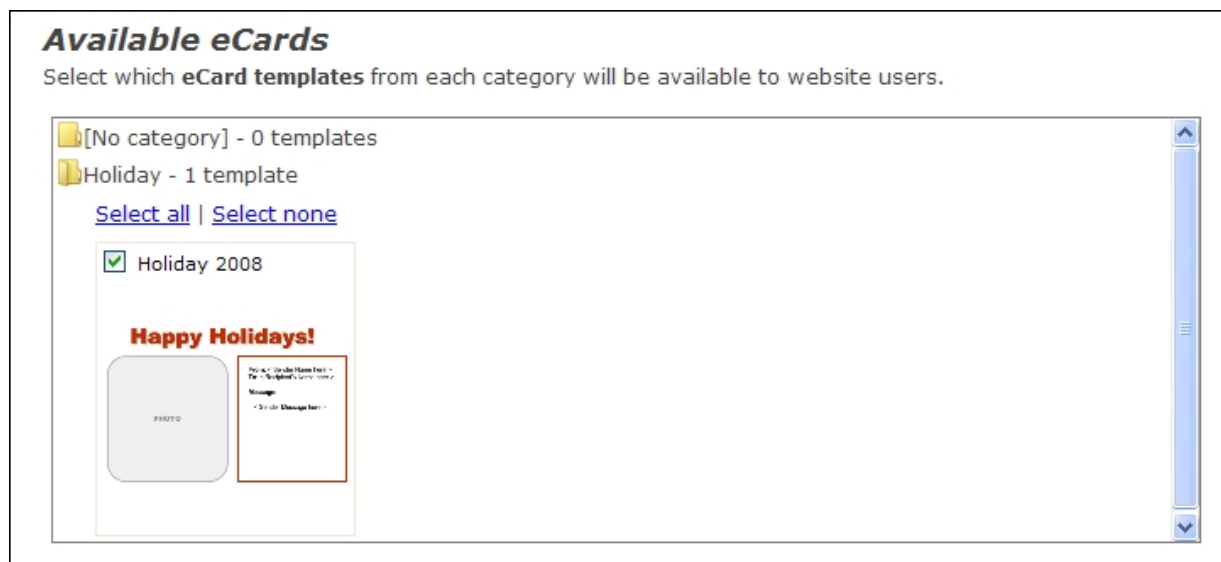 Available eCards
Select which eCard templates from each category will be available to website users.
[No category] - 0 templates
Holiday - 1 template
Select all | Select none
Holiday 2008
Happy Holidays!
PHOTO
Message: